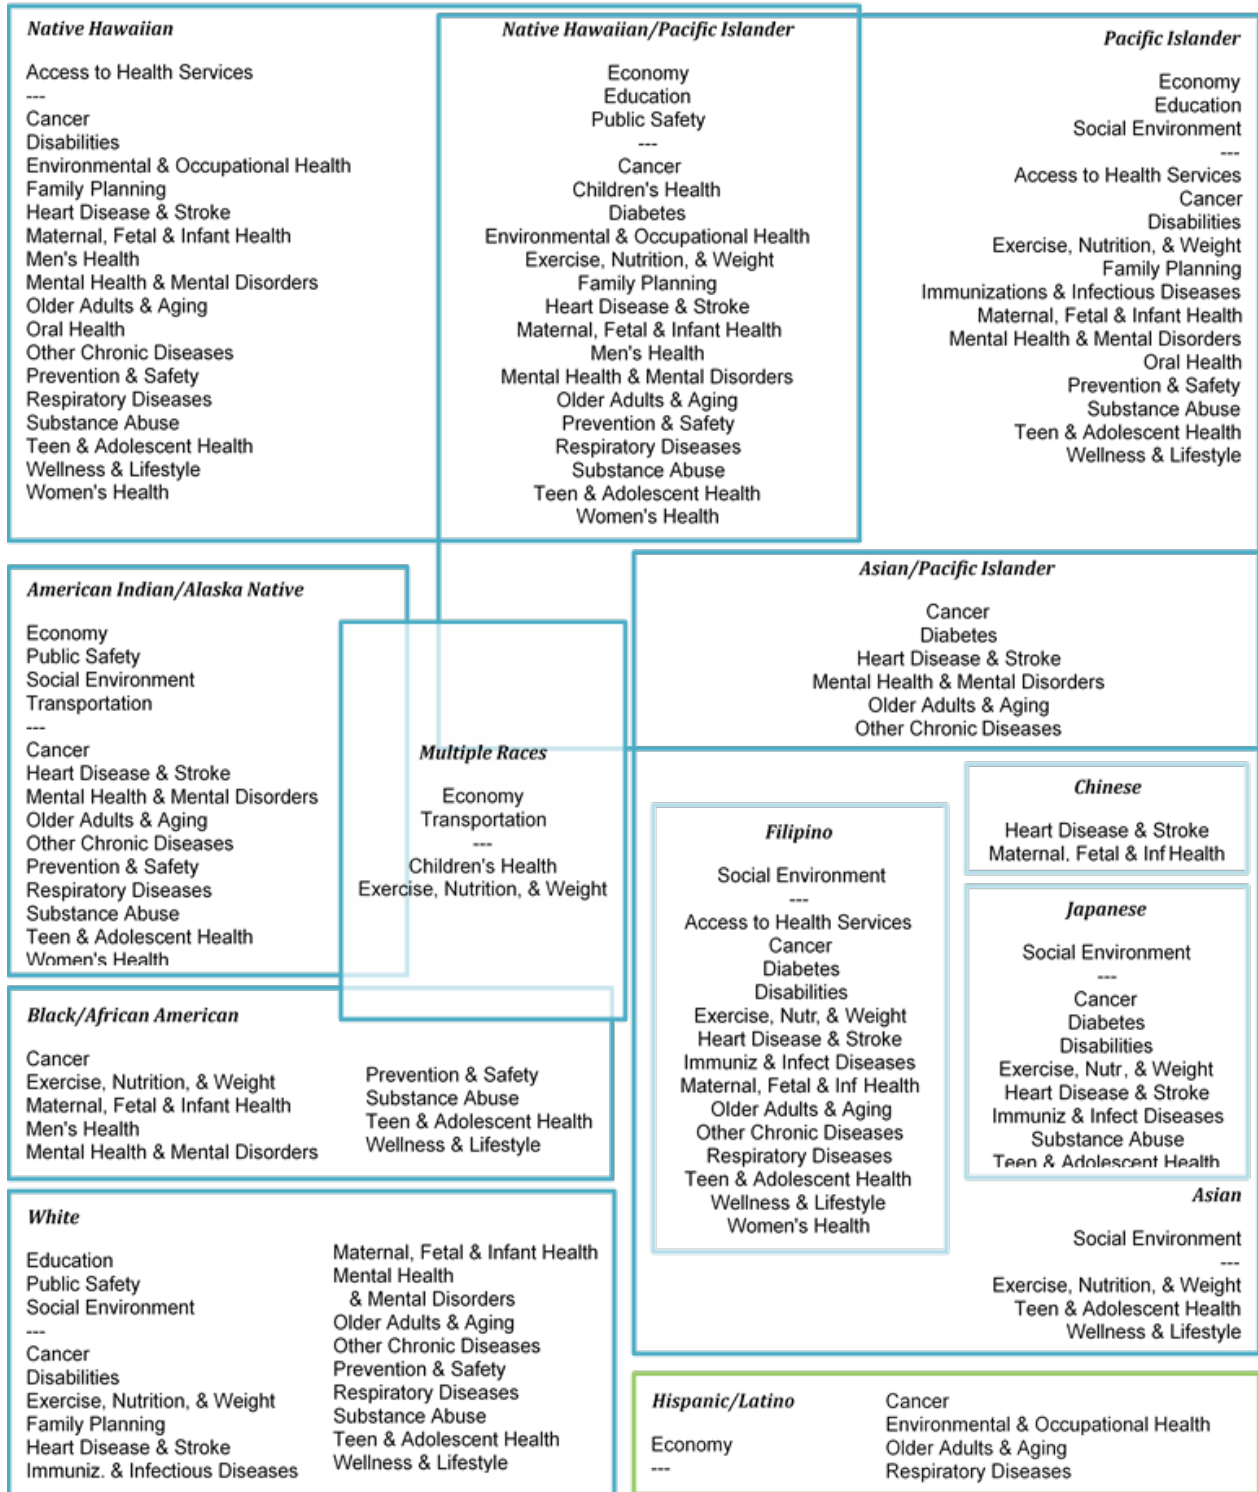 Native Hawaiian
Access to Health Services
---
Cancer
Disabilities
Environmental & Occupational Health
Family Planning
Heart Disease & Stroke
Maternal, Fetal & Infant Health
Men's Health
Mental Health & Mental Disorders
Older Adults & Aging
Oral Health
Other Chronic Diseases
Prevention & Safety
Respiratory Diseases
Substance Abuse
Teen & Adolescent Health
Wellness & Lifestyle
Women's Health
Native Hawaiian/Pacific Islander
Economy
Education
Public Safety
---
Cancer
Children's Health
Diabetes
Environmental & Occupational Health
Exercise, Nutrition, & Weight
Family Planning
Heart Disease & Stroke
Maternal, Fetal & Infant Health
Men's Health
Mental Health & Mental Disorders
Older Adults & Aging
Prevention & Safety
Respiratory Diseases
Substance Abuse
Teen & Adolescent Health
Women's Health
Pacific Islander
Economy
Education
Social Environment
---
Access to Health Services
Cancer
Disabilities
Exercise, Nutrition, & Weight
Family Planning
Immunizations & Infectious Diseases
Maternal, Fetal & Infant Health
Mental Health & Mental Disorders
Oral Health
Prevention & Safety
Substance Abuse
Teen & Adolescent Health
Wellness & Lifestyle
American Indian/Alaska Native
Economy
Public Safety
Social Environment
Transportation
---
Cancer
Heart Disease & Stroke
Mental Health & Mental Disorders
Older Adults & Aging
Other Chronic Diseases
Prevention & Safety
Respiratory Diseases
Substance Abuse
Teen & Adolescent Health
Women's Health
Multiple Races
Economy
Transportation
---
Children's Health
Exercise, Nutrition, & Weight
Asian/Pacific Islander
Cancer
Diabetes
Heart Disease & Stroke
Mental Health & Mental Disorders
Older Adults & Aging
Other Chronic Diseases
Filipino
Social Environment
---
Access to Health Services
Cancer
Diabetes
Disabilities
Exercise, Nutr, & Weight
Heart Disease & Stroke
Immuniz & Infect Diseases
Maternal, Fetal & Inf Health
Older Adults & Aging
Other Chronic Diseases
Respiratory Diseases
Teen & Adolescent Health
Wellness & Lifestyle
Women's Health
Chinese
Heart Disease & Stroke
Maternal, Fetal & Inf Health
Japanese
Social Environment
---
Cancer
Diabetes
Disabilities
Exercise, Nutr, & Weight
Heart Disease & Stroke
Immuniz & Infect Diseases
Substance Abuse
Teen & Adolescent Health
Asian
Social Environment
---
Exercise, Nutrition, & Weight
Teen & Adolescent Health
Wellness & Lifestyle
Black/African American
Cancer
Exercise, Nutrition, & Weight
Maternal, Fetal & Infant Health
Men's Health
Mental Health & Mental Disorders
Prevention & Safety
Substance Abuse
Teen & Adolescent Health
Wellness & Lifestyle
White
Education
Public Safety
Social Environment
---
Cancer
Disabilities
Exercise, Nutrition, & Weight
Family Planning
Heart Disease & Stroke
Immuniz. & Infectious Diseases
Maternal, Fetal & Infant Health
Mental Health
& Mental Disorders
Older Adults & Aging
Other Chronic Diseases
Prevention & Safety
Respiratory Diseases
Substance Abuse
Teen & Adolescent Health
Wellness & Lifestyle
Hispanic/Latino
Economy
---
Cancer
Environmental & Occupational Health
Older Adults & Aging
Respiratory Diseases